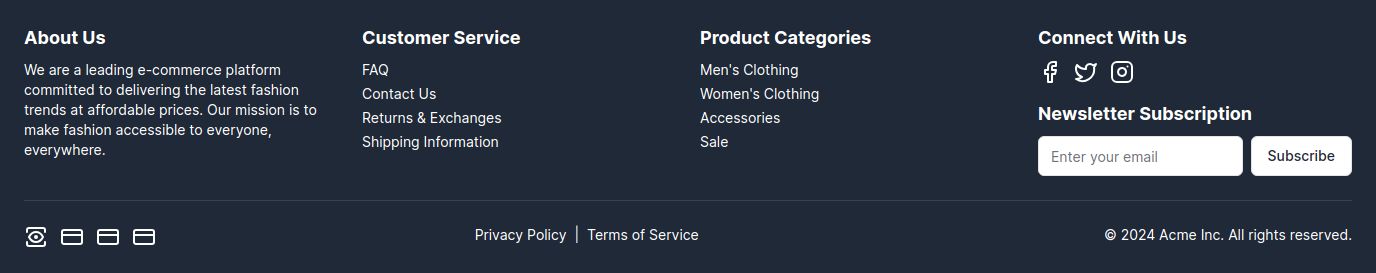 About Us
We are a leading e-commerce platform
committed to delivering the latest fashion
trends at affordable prices. Our mission is to
make fashion accessible to everyone,
everywhere.
Customer Service
FAQ
Contact Us
Returns & Exchanges
Shipping Information
Product Categories
Men's Clothing
Women's Clothing
Accessories
Sale
Connect With Us
Newsletter Subscription
Enter your email
Subscribe
Privacy Policy | Terms of Service
© 2024 Acme Inc. All rights reserved.